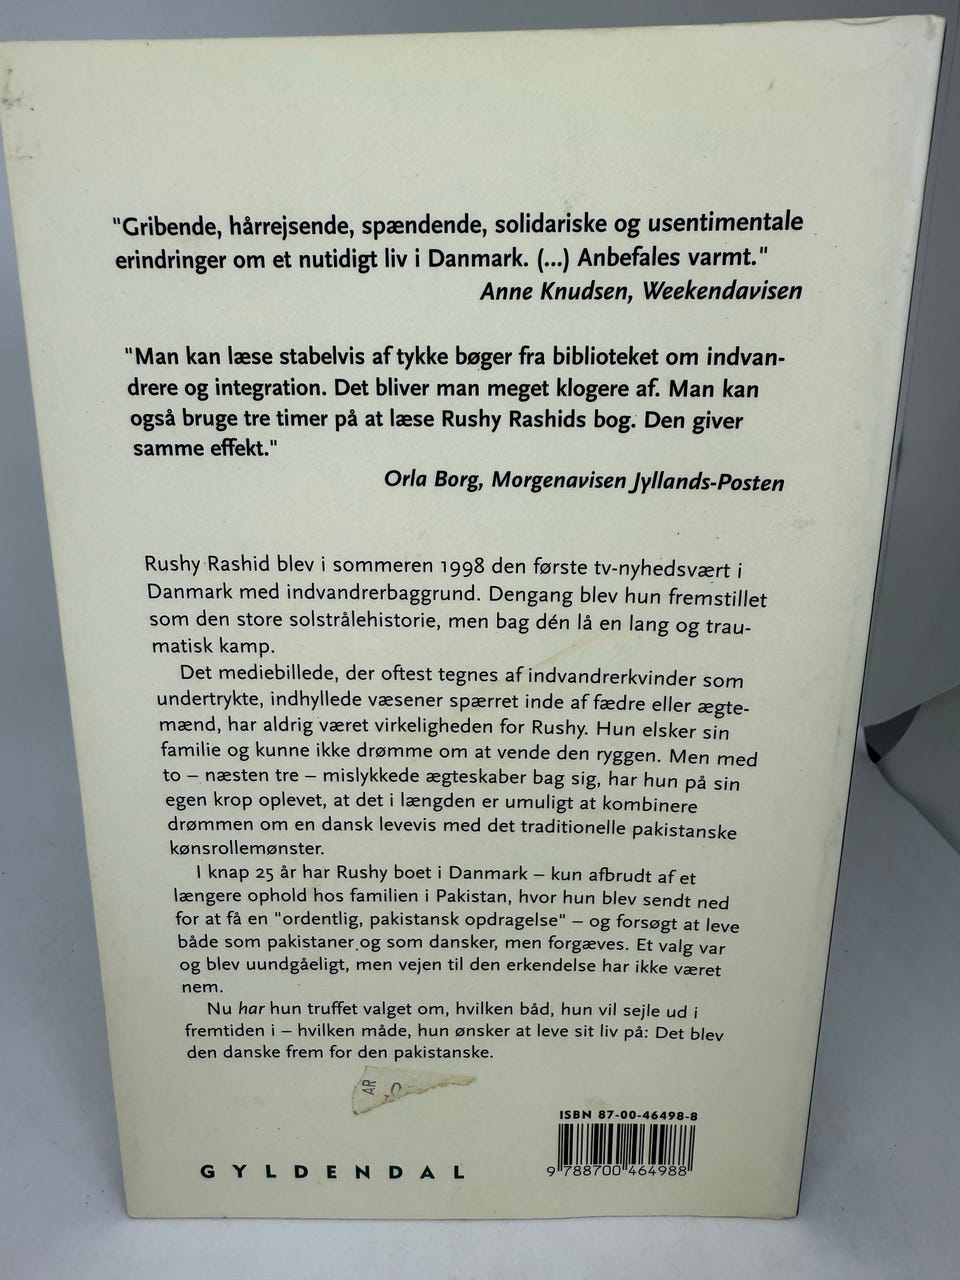 "Gribende, hårrejsende, spændende, solidariske og usentimentale
erindringer om et nutidigt liv i Danmark. (...) Anbefales varmt."
Anne Knudsen, Weekendavisen
"Man kan læse stabelvis af tykke bøger fra biblioteket om indvan-
drere og integration. Det bliver man meget klogere af. Man kan
også bruge tre timer på at læse Rushy Rashids bog. Den giver
samme effekt."
Orla Borg, Morgenavisen Jyllands-Posten
Rushy Rashid blev i sommeren 1998 den første tv-nyhedsvært i
Danmark med indvandrerbaggrund. Dengang blev hun fremstillet
som den store solstrålehistorie, men bag dén lå en lang og trau-
matisk kamp.
Det mediebillede, der oftest tegnes af indvandrerkvinder som
undertrykte, indhyllede væsener spærret inde af fædre eller ægte-
mænd, har aldrig været virkeligheden for Rushy. Hun elsker sin
familie og kunne ikke drømme om at vende den ryggen. Men med
to – næsten tre – mislykkede ægteskaber bag sig, har hun på sin
egen krop oplevet, at det i længden er umuligt at kombinere
drømmen om en dansk levevis med det traditionelle pakistanske
kønsrollemønster.
I knap 25 år har Rushy boet i Danmark – kun afbrudt af et
længere ophold hos familien i Pakistan, hvor hun blev sendt ned
for at få en "ordentlig, pakistansk opdragelse" – og forsøgt at leve
både som pakistaner og som dansker, men forgæves. Et valg var
og blev uundgåeligt, men vejen til den erkendelse har ikke været
nem.
Nu har hun truffet valget om, hvilken båd, hun vil sejle ud i
fremtiden i – hvilken måde, hun ønsker at leve sit liv på: Det blev
den danske frem for den pakistanske.
AR
ISBN 87-00-46498-8
9 788700 464988
GYLDENDAL